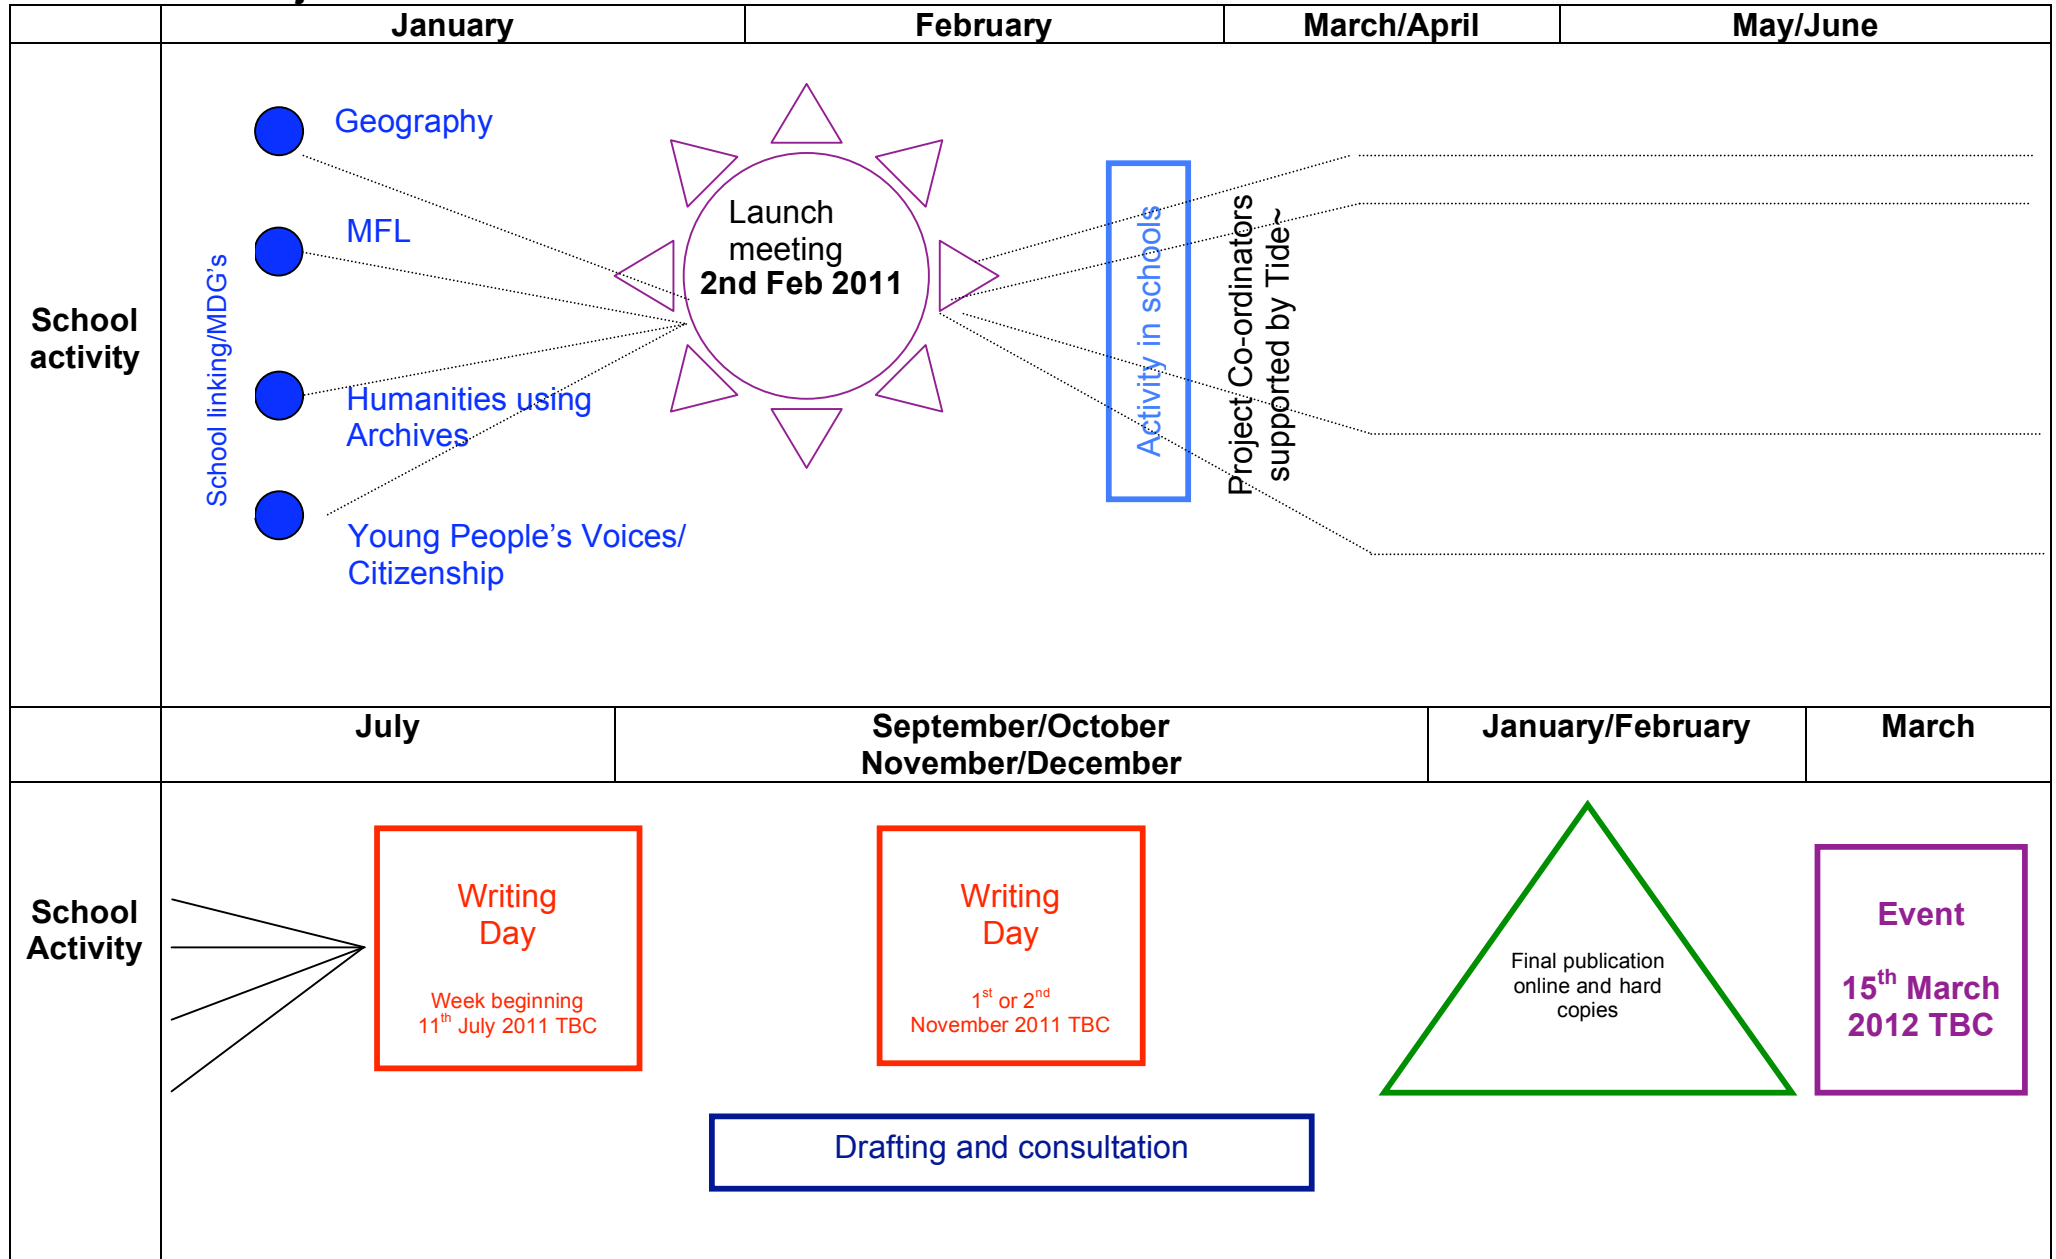 January
February
March/April
May/June
School
activity
School linking/MDG's
Geography
MFL
Humanities using
Archives
Young People’s Voices/
Citizenship
Launch
meeting
2nd Feb 2011
Activity in schools
Project Co-ordinators
supported by Tide~
July
September/October
November/December
January/February
March
School
Activity
Writing
Day
Week beginning
11th July 2011 TBC
Writing
Day
1st or 2nd
November 2011 TBC
Drafting and consultation
Final publication
online and hard
copies
Event
15th March
2012 TBC